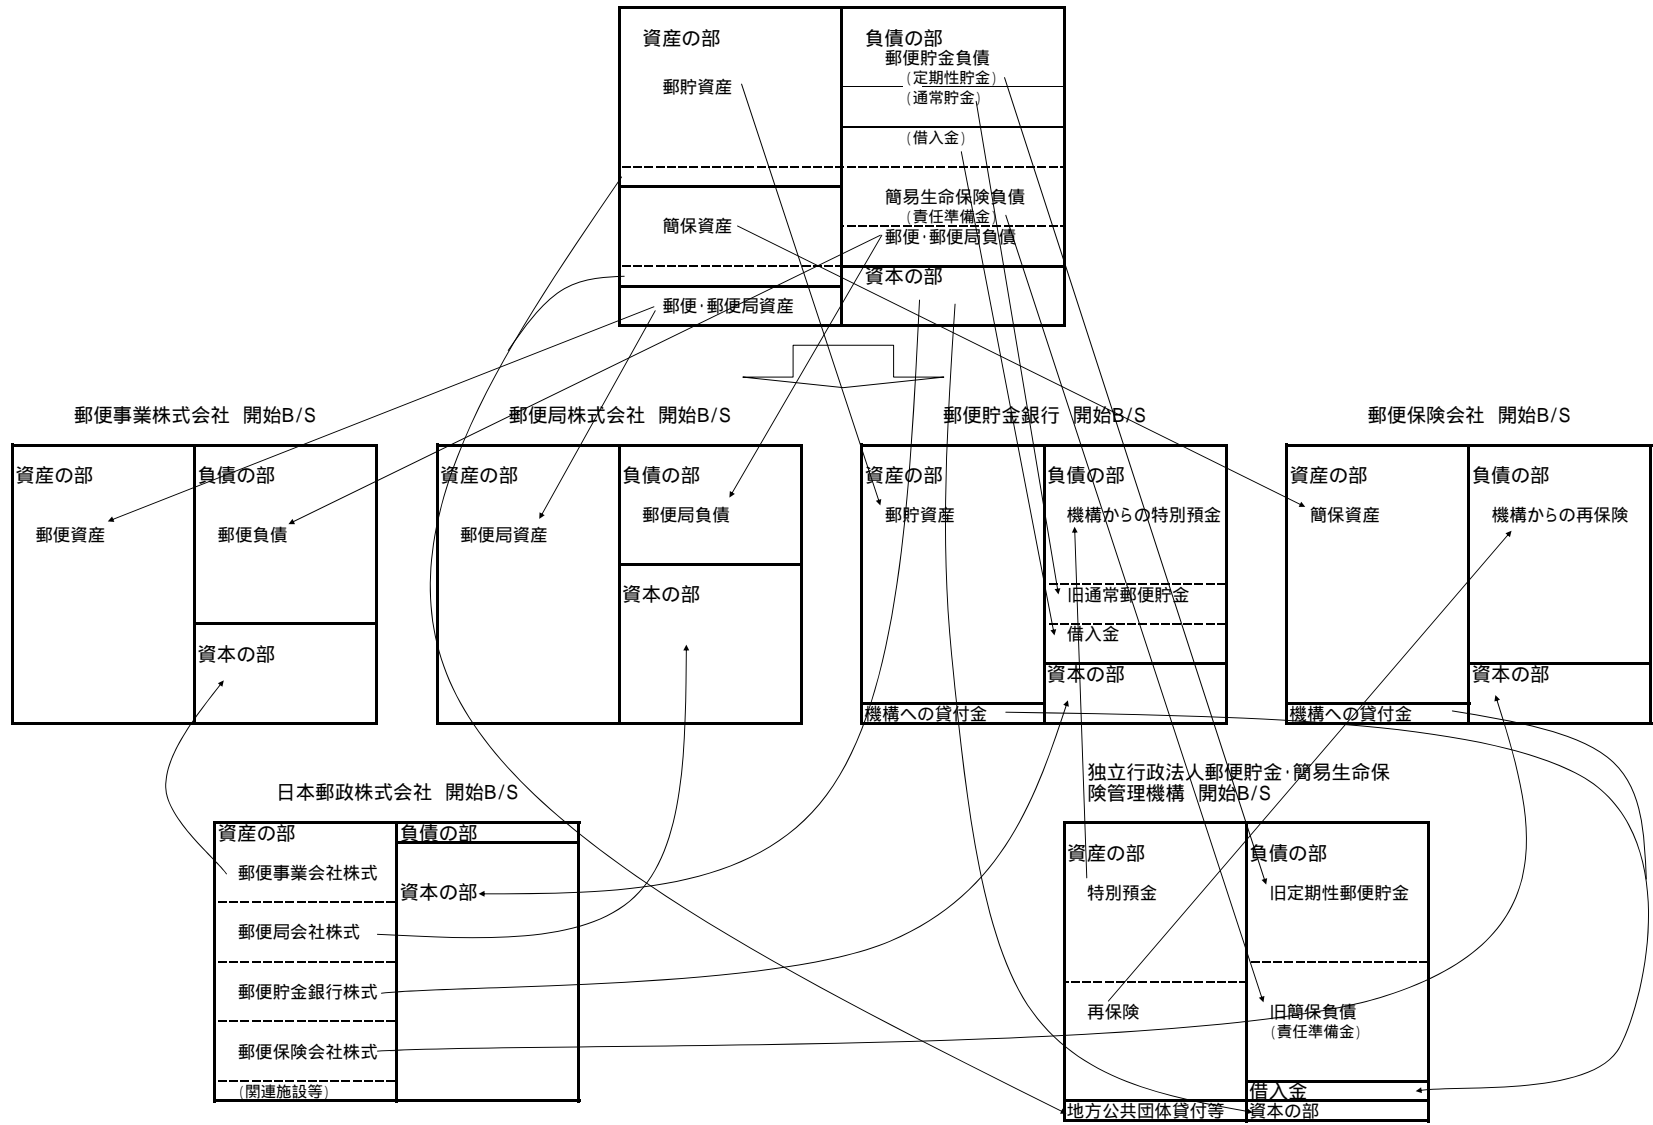 資産の部
郵貯資産
簡保資産
郵便・郵便局資産
負債の部
郵便貯金負債
(定期性貯金)
(通常貯金)
(借入金)
簡易生命保険負債
(責任準備金)
郵便・郵便局負債
資本の部
郵便事業株式会社 開始B/S
資産の部
郵便資産
負債の部
郵便負債
資本の部
郵便局株式会社 開始B/S
資産の部
郵便局資産
負債の部
郵便局負債
資本の部
郵便貯金銀行 開始B/S
資産の部
郵貯資産
機構への貸付金
負債の部
機構からの特別預金
旧通常郵便貯金
借入金
資本の部
郵便保険会社 開始B/S
資産の部
簡保資産
機構への貸付金
負債の部
機構からの再保険
資本の部
日本郵政株式会社 開始B/S
資産の部
郵便事業会社株式
郵便局会社株式
郵便貯金銀行株式
郵便保険会社株式
(関連施設等)
負債の部
資本の部
独立行政法人郵便貯金・簡易生命保
険管理機構 開始B/S
資産の部
特別預金
再保険
地方公共団体貸付等
負債の部
旧定期性郵便貯金
旧簡保負債
(責任準備金)
借入金
資本の部